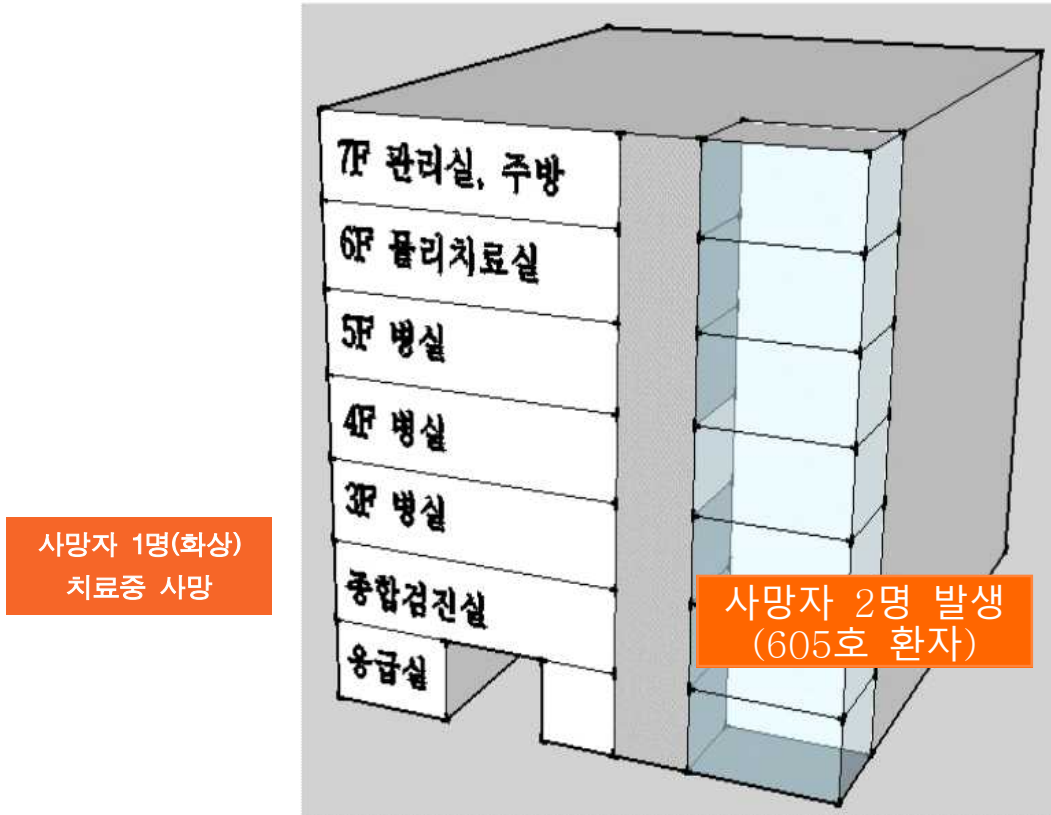 7F 관리실, 주방
6F 물리치료실
5F 병실
4F 병실
3F 병실
종합검진실
응급실
사망자 1명(화상)
치료중 사망
사망자 2명 발생
(605호 환자)